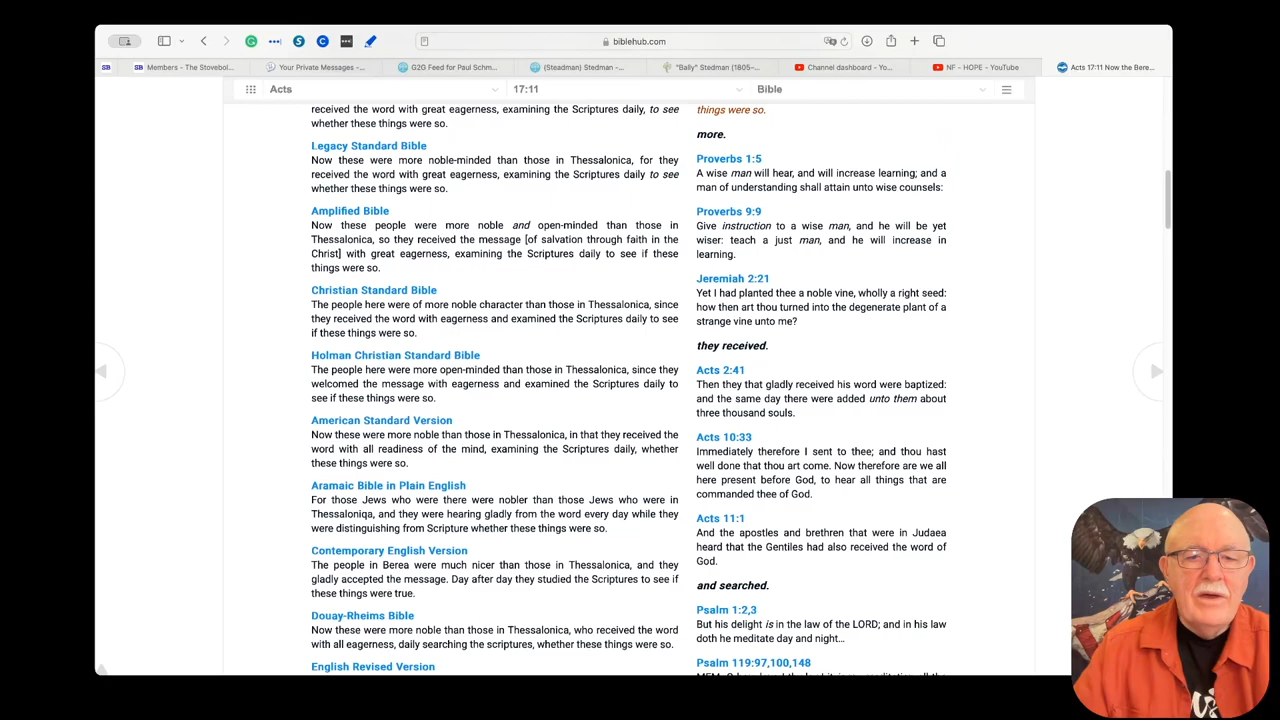 biblehub.com
SB
SB Members - The Stovebol...
Your Private Messages -...
G2G Feed for Paul Schm...
(Steadman) Stedman -...
"Bally" Stedman (1805–...
Channel dashboard - Yo...
NF - HOPE - YouTube
Acts 17:11 Now the Bere...
Acts
17:11
Bible
received the word with great eagerness, examining the Scriptures daily, to see
whether these things were so.
Legacy Standard Bible
Now these were more noble-minded than those in Thessalonica, for they
received the word with great eagerness, examining the Scriptures daily to see
whether these things were so.
Amplified Bible
Now these people were more noble and open-minded than those in
Thessalonica, so they received the message [of salvation through faith in the
Christ] with great eagerness, examining the Scriptures daily to see if these
things were so.
Christian Standard Bible
The people here were of more noble character than those in Thessalonica, since
they received the word with eagerness and examined the Scriptures daily to see
if these things were so.
Holman Christian Standard Bible
The people here were more open-minded than those in Thessalonica, since they
welcomed the message with eagerness and examined the Scriptures daily to
see if these things were so.
American Standard Version
Now these were more noble than those in Thessalonica, in that they received the
word with all readiness of the mind, examining the Scriptures daily, whether
these things were so.
Aramaic Bible in Plain English
For those Jews who were there were nobler than those Jews who were in
Thessaloniqa, and they were hearing gladly from the word every day while they
were distinguishing from Scripture whether these things were so.
Contemporary English Version
The people in Berea were much nicer than those in Thessalonica, and they
gladly accepted the message. Day after day they studied the Scriptures to see if
these things were true.
Douay-Rheims Bible
Now these were more noble than those in Thessalonica, who received the word
with all eagerness, daily searching the scriptures, whether these things were so.
English Revised Version
things were so.
more.
Proverbs 1:5
A wise man will hear, and will increase learning; and a
man of understanding shall attain unto wise counsels:
Proverbs 9:9
Give instruction to a wise man, and he will be yet
wiser: teach a just man, and he will increase in
learning.
Jeremiah 2:21
Yet I had planted thee a noble vine, wholly a right seed:
how then art thou turned into the degenerate plant of a
strange vine unto me?
they received.
Acts 2:41
Then they that gladly received his word were baptized:
and the same day there were added unto them about
three thousand souls.
Acts 10:33
Immediately therefore I sent to thee; and thou hast
well done that thou art come. Now therefore are we all
here present before God, to hear all things that are
commanded thee of God.
Acts 11:1
And the apostles and brethren that were in Judaea
heard that the Gentiles had also received the word of
God.
and searched.
Psalm 1:2,3
But his delight is in the law of the LORD; and in his law
doth he meditate day and night...
Psalm 119:97,100,148